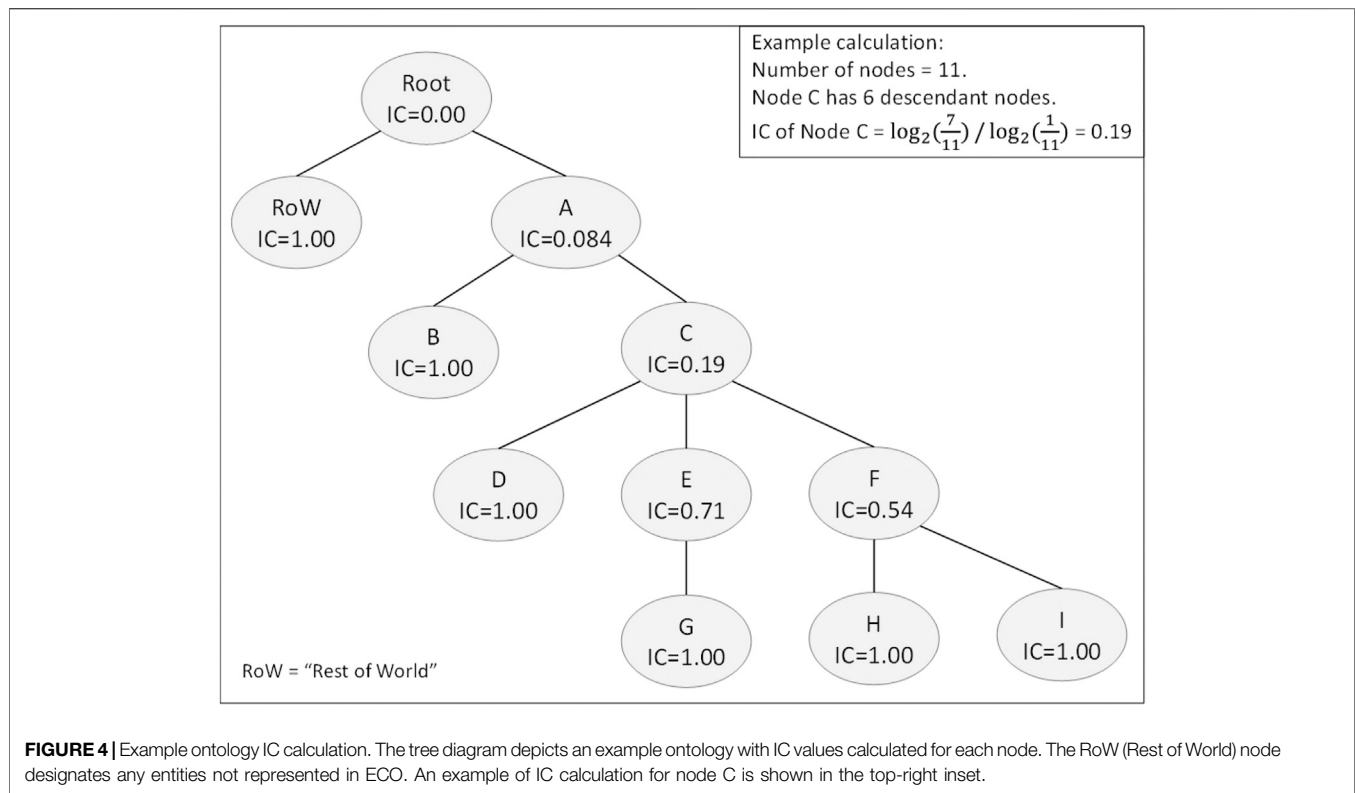 Example calculation:
Number of nodes = 11.
Node C has 6 descendant nodes.
IC of Node C = log₂(7/11) / log₂(1/11) = 0.19
Root
IC=0.00
RoW
IC=1.00
A
IC=0.084
B
IC=1.00
C
IC=0.19
D
IC=1.00
E
IC=0.71
F
IC=0.54
G
IC=1.00
H
IC=1.00
I
IC=1.00
RoW = “Rest of World”
FIGURE 4 | Example ontology IC calculation. The tree diagram depicts an example ontology with IC values calculated for each node. The RoW (Rest of World) node
designates any entities not represented in ECO. An example of IC calculation for node C is shown in the top-right inset.